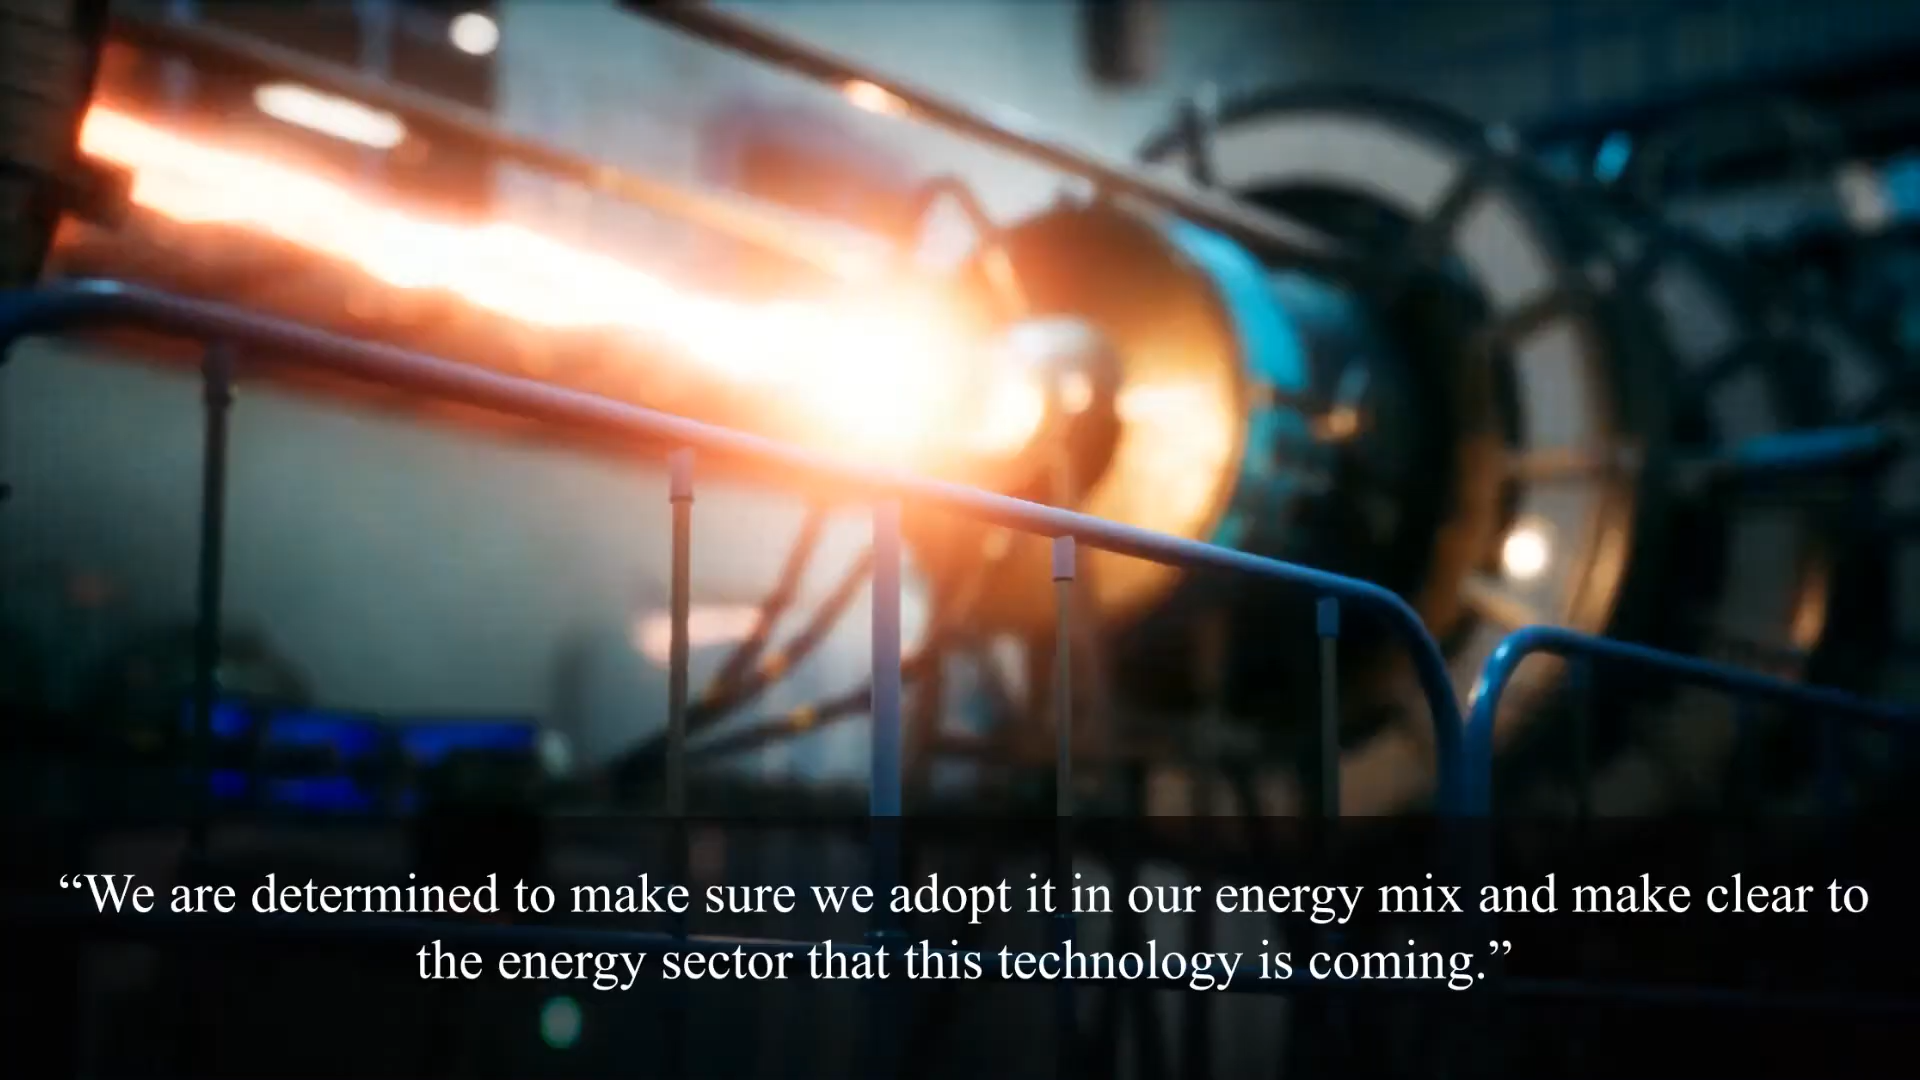 “We are determined to make sure we adopt it in our energy mix and make clear to
the energy sector that this technology is coming.”